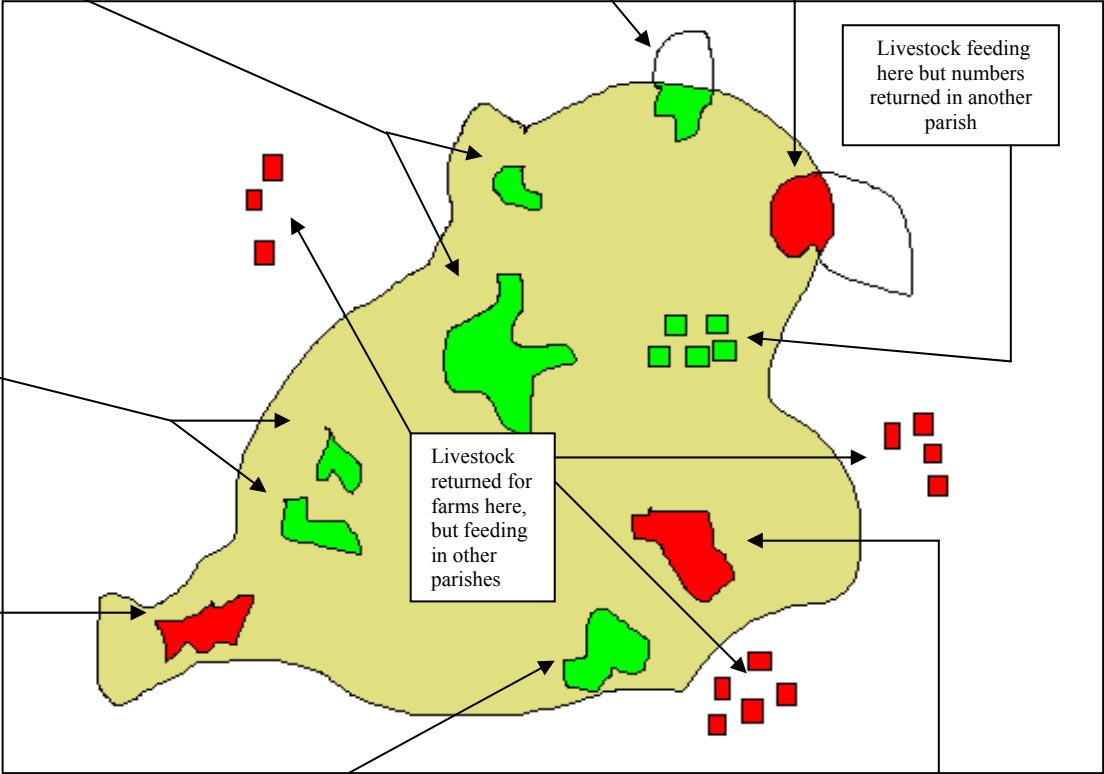 Livestock feeding
here but numbers
returned in another
parish
Livestock
returned for
farms here,
but feeding
in other
parishes